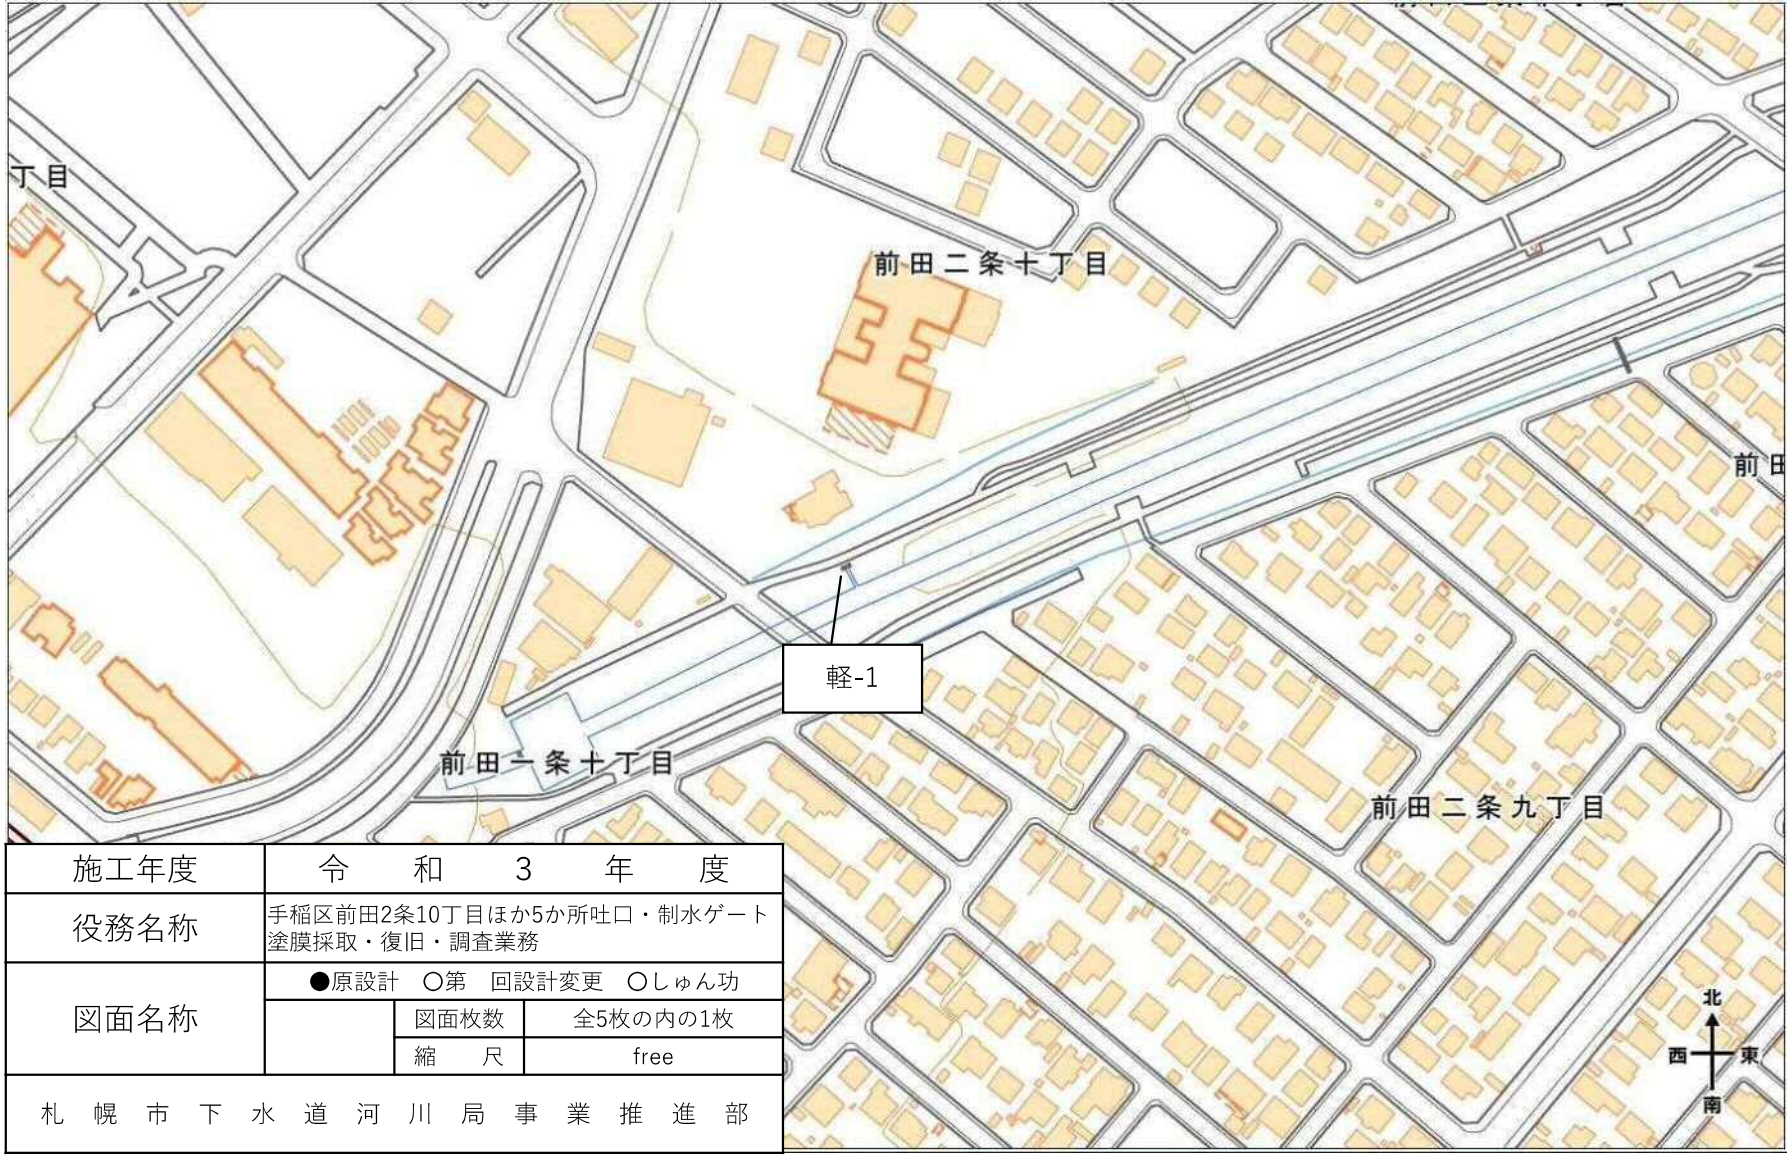 丁目
前田二条十丁目
前田
軽-1
前田一条十丁目
前田二条九丁目
施工年度 令和3年度
役務名称 手稲区前田2条10丁目ほか5か所吐口・制水ゲート
塗膜採取・復旧・調査業務
図面名称 ●原設計 ○第 回設計変更 ○しゅん功
図面枚数 全5枚の内の1枚
縮尺 free
札幌市下水道河川局事業推進部
北
西 東
南